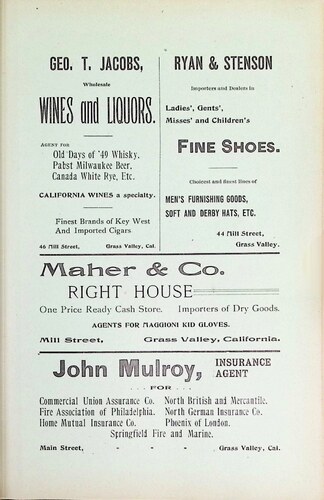 GEO. T. JACOBS,
Wholesale
WINES and LIQUORS.
AGENT FOR
Old Days of '49 Whisky.
Pabst Milwaukee Beer.
Canada White Rye, Etc.
CALIFORNIA WINES a specialty.
Finest Brands of Key West
And Imported Cigars
46 Mill Street, Grass Valley, Cal.
RYAN & STENSON
Importers and Dealers in
Ladies', Gents',
Misses' and Children's
FINE SHOES.
Choicest and finest lines of
MEN'S FURNISHING GOODS,
SOFT AND DERBY HATS, ETC.
44 Mill Street,
Grass Valley.
Maher & Co.
RIGHT HOUSE
One Price Ready Cash Store. Importers of Dry Goods.
AGENTS FOR MAGGIONI KID GLOVES.
Mill Street, Grass Valley, California.
John Mulroy, INSURANCE
AGENT
... FOR ...
Commercial Union Assurance Co. North British and Mercantile.
Fire Association of Philadelphia. North German Insurance Co.
Home Mutual Insurance Co. Phoenix of London.
Springfield Fire and Marine.
Main Street, " " " Grass Valley, Cal.